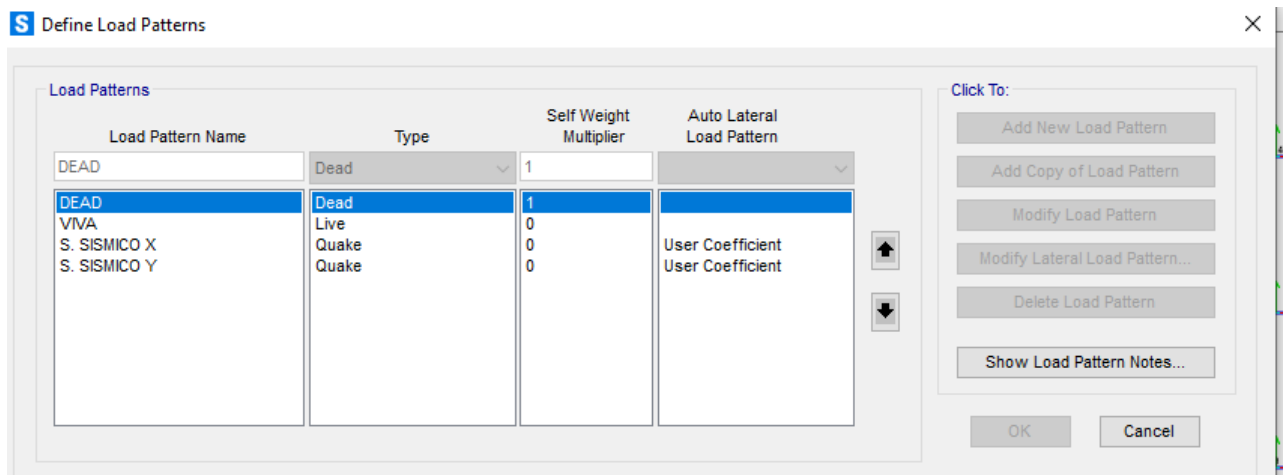 S Define Load Patterns
Load Patterns
Click To:
Load Pattern Name Type Self Weight Multiplier Auto Lateral Load Pattern
DEAD Dead 1
DEAD Dead 1
VIVA Live 0
S. SISMICO X Quake 0 User Coefficient
S. SISMICO Y Quake 0 User Coefficient
Add New Load Pattern
Add Copy of Load Pattern
Modify Load Pattern
Modify Lateral Load Pattern...
Delete Load Pattern
Show Load Pattern Notes...
OK Cancel